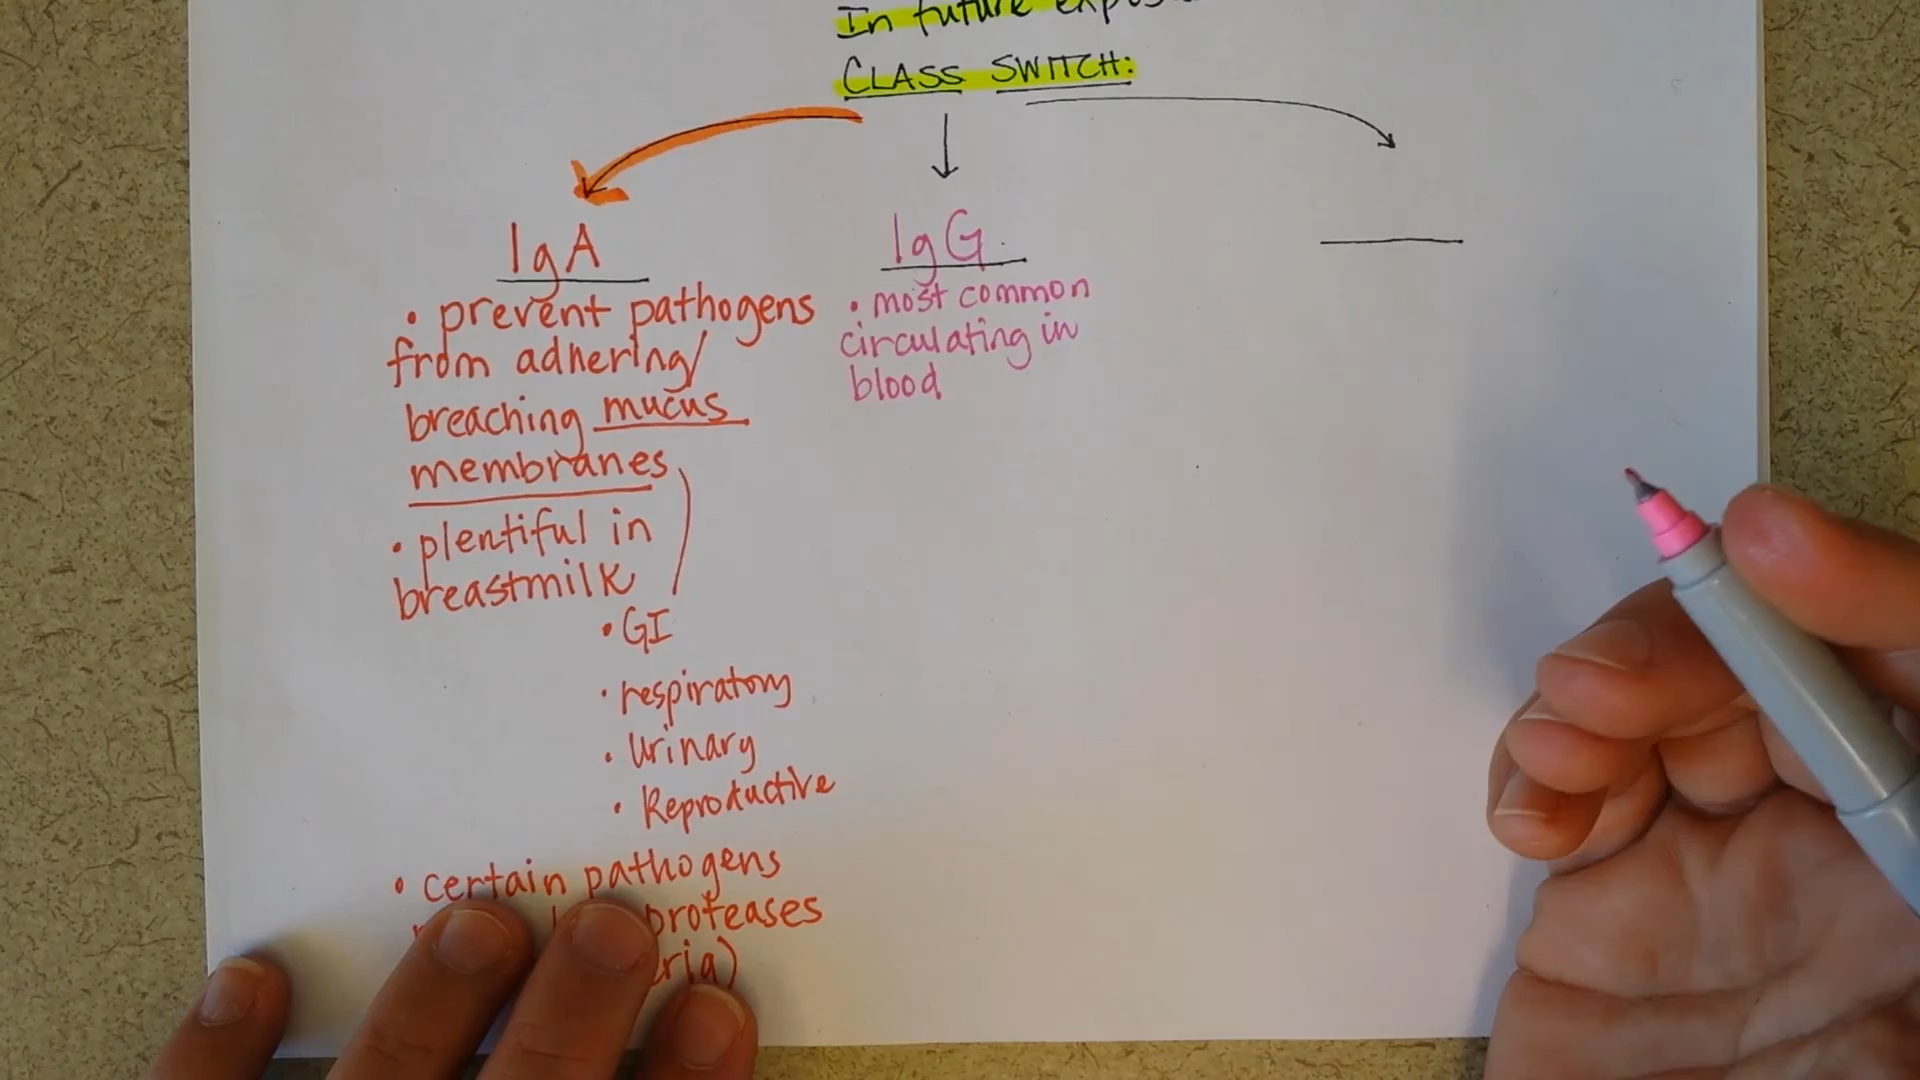 In future
CLASS SWITCH:
IgA
• prevent pathogens
from adhering/
breaching mucus
membranes
• plentiful in
breastmilk
• GI
• respiratory
• Urinary
• Reproductive
• certain pathogens
proteases
IgG
• most common
circulating in
blood